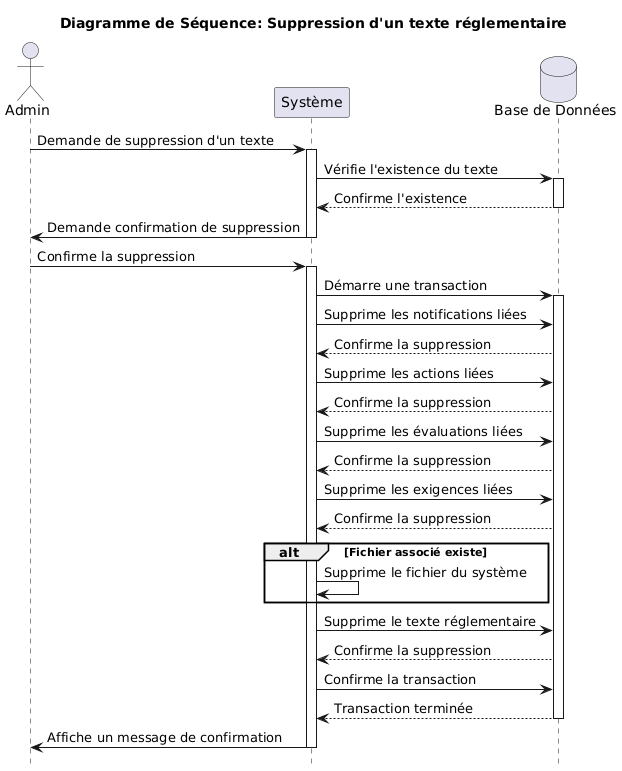 Diagramme de Séquence: Suppression d'un texte réglementaire
Admin
Système
Base de Données
Demande de suppression d'un texte
Vérifie l'existence du texte
Confirme l'existence
Demande confirmation de suppression
Confirme la suppression
Démarre une transaction
Supprime les notifications liées
Confirme la suppression
Supprime les actions liées
Confirme la suppression
Supprime les évaluations liées
Confirme la suppression
Supprime les exigences liées
Confirme la suppression
alt [Fichier associé existe]
Supprime le fichier du système
Supprime le texte réglementaire
Confirme la suppression
Confirme la transaction
Transaction terminée
Affiche un message de confirmation